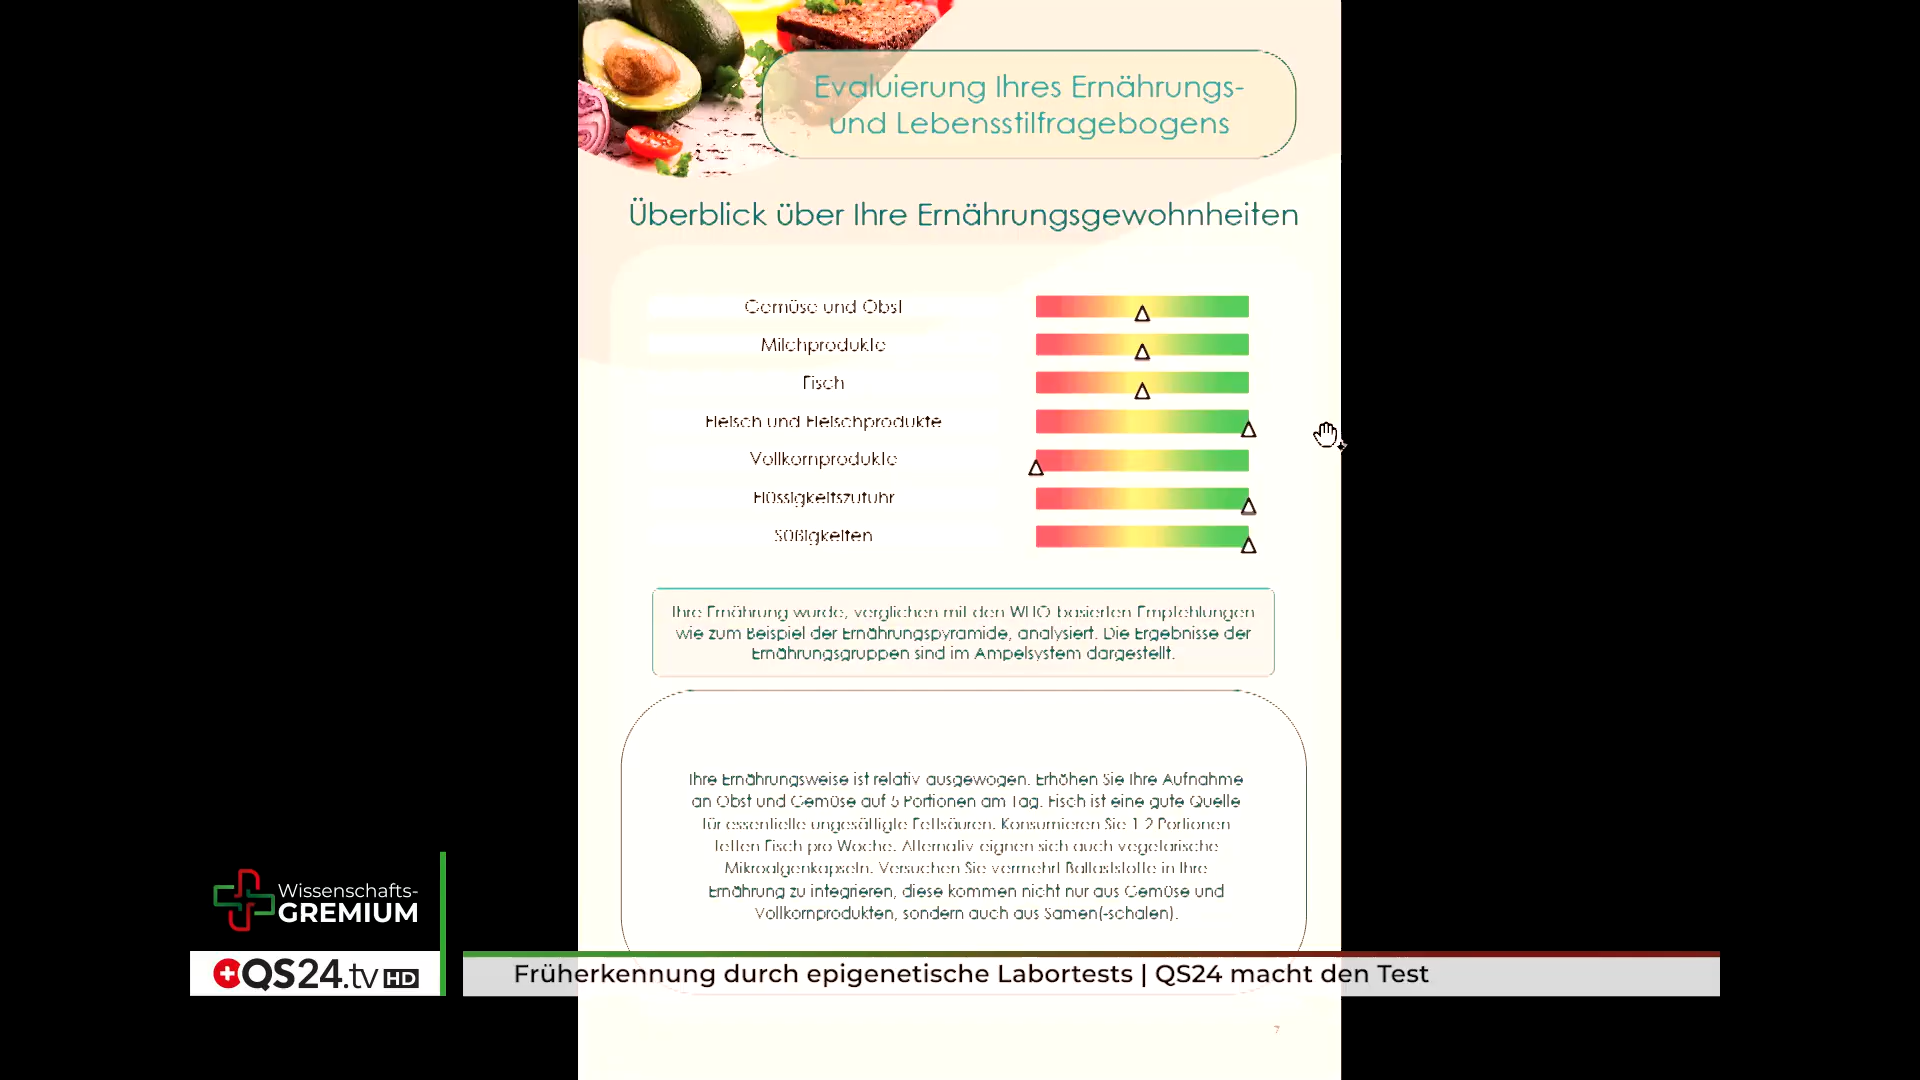 Evaluierung Ihres Ernährungs-
und Lebensstilfragebogens
Überblick über Ihre Ernährungsgewohnheiten
Gemüse und Obst
Milchprodukte
Fisch
Fleisch und Fleischprodukte
Vollkornprodukte
Flüssigkeitszufuhr
Süßigkeiten
Ihre Ernährung wurde, verglichen mit den WHO basierten Empfehlungen
wie zum Beispiel der Ernährungspyramide, analysiert. Die Ergebnisse der
Ernährungsgruppen sind im Ampelsystem dargestellt.
Ihre Ernährungsweise ist relativ ausgewogen. Erhöhen Sie Ihre Aufnahme
an Obst und Gemüse auf 5 Portionen am Tag. Fisch ist eine gute Quelle
für essentielle ungesättigte Fettsäuren. Konsumieren Sie 1-2 Portionen
fetten Fisch pro Woche. Alternativ eignen sich auch vegetarische
Mikroalgenkapseln. Versuchen Sie vermehrt Ballaststoffe in Ihre
Ernährung zu integrieren, diese kommen nicht nur aus Gemüse und
Vollkornprodukten, sondern auch aus Samen(-schalen).
Wissenschafts-
GREMIUM
QS24.tv HD
Früherkennung durch epigenetische Labortests | QS24 macht den Test
7